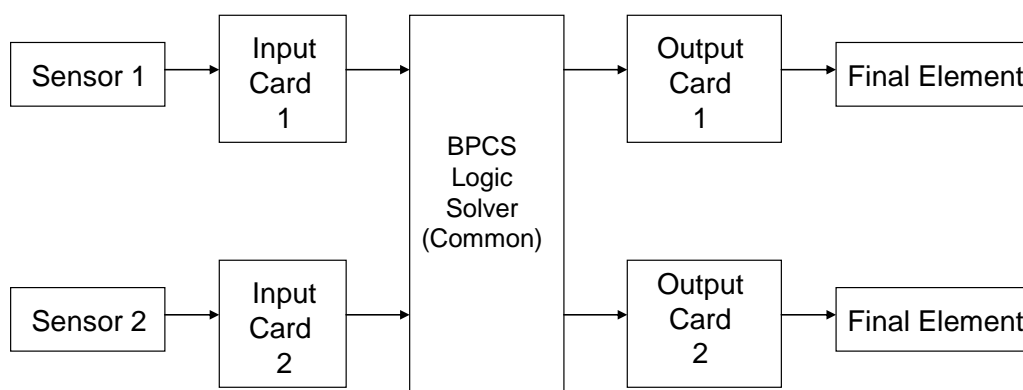 Sensor 1
Input
Card
1
BPCS
Logic
Solver
(Common)
Output
Card
1
Final Element
Sensor 2
Input
Card
2
Output
Card
2
Final Element